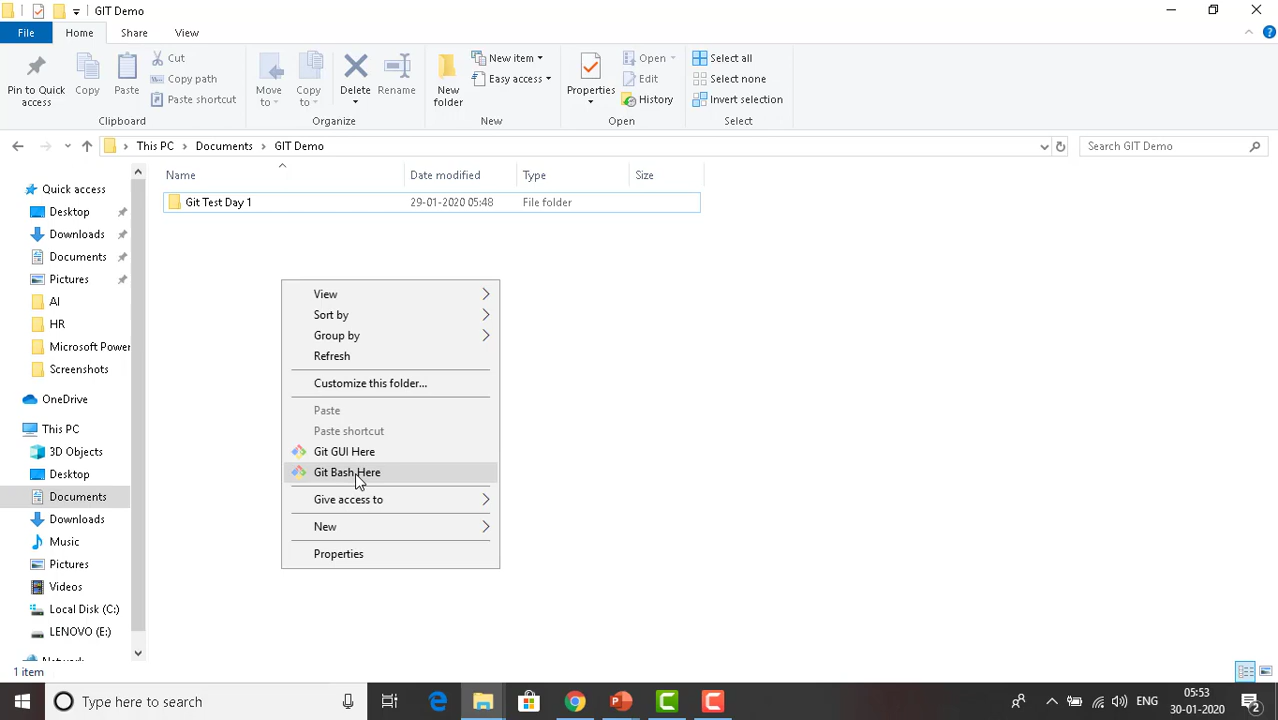 GIT Demo
File
Home
Share
View
Pin to Quick access
Copy
Paste
Cut
Copy path
Paste shortcut
Clipboard
Move to
Copy to
Delete
Rename
Organize
New folder
New item
Easy access
New
Properties
Open
Edit
History
Open
Select all
Select none
Invert selection
Select
This PC
Documents
GIT Demo
Search GIT Demo
Name
Date modified
Type
Size
Git Test Day 1
29-01-2020 05:48
File folder
Quick access
Desktop
Downloads
Documents
Pictures
AI
HR
Microsoft Power
Screenshots
OneDrive
This PC
3D Objects
Desktop
Documents
Downloads
Music
Pictures
Videos
Local Disk (C:)
LENOVO (E:)
Network
View
Sort by
Group by
Refresh
Customize this folder...
Paste
Paste shortcut
Git GUI Here
Git Bash Here
Give access to
New
Properties
1 item
Type here to search
ENG
05:53
30-01-2020
2